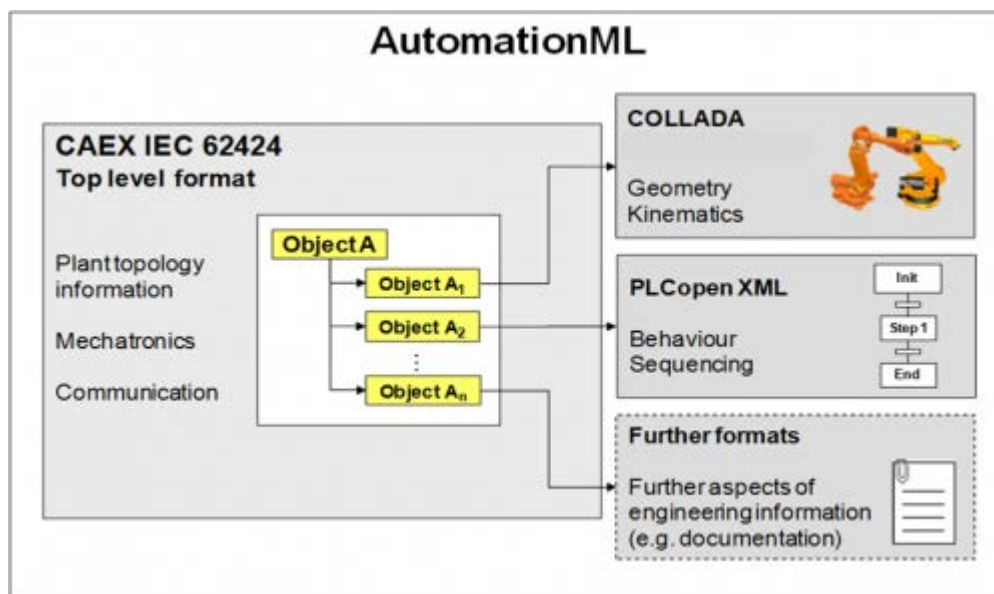 AutomationML
CAEX IEC 62424
Top level format
Plant topology
information
Mechatronics
Communication
Object A
Object A₁
Object A₂
⋮
Object Aₙ
COLLADA
Geometry
Kinematics
PLCopen XML
Behaviour
Sequencing
Init
Step 1
End
Further formats
Further aspects of
engineering information
(e.g. documentation)